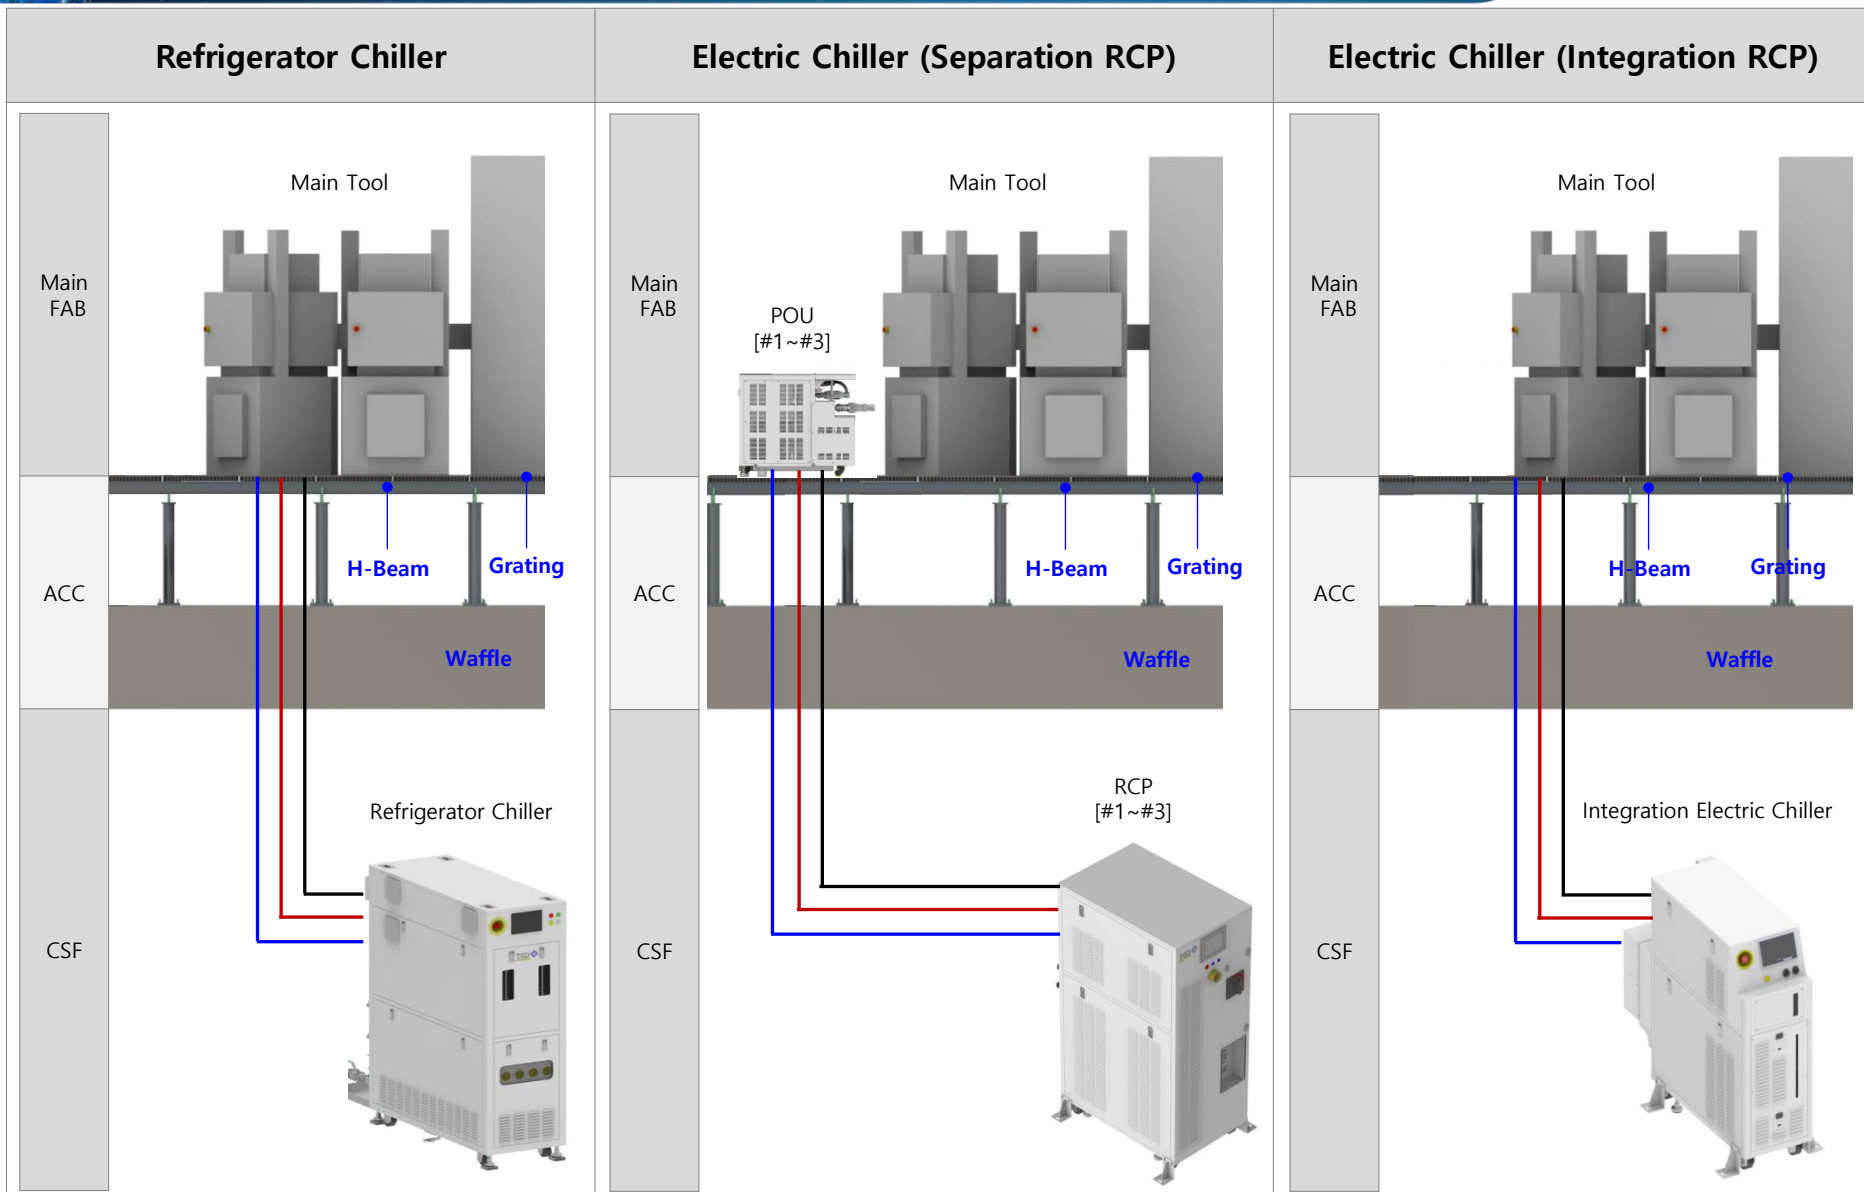 Refrigerator Chiller
Electric Chiller (Separation RCP)
Electric Chiller (Integration RCP)
Main
FAB
Main Tool
H-Beam
Grating
ACC
Waffle
CSF
Refrigerator Chiller
Main
FAB
Main Tool
POU
[#1~#3]
H-Beam
Grating
ACC
Waffle
CSF
RCP
[#1~#3]
Main
FAB
Main Tool
H-Beam
Grating
ACC
Waffle
CSF
Integration Electric Chiller